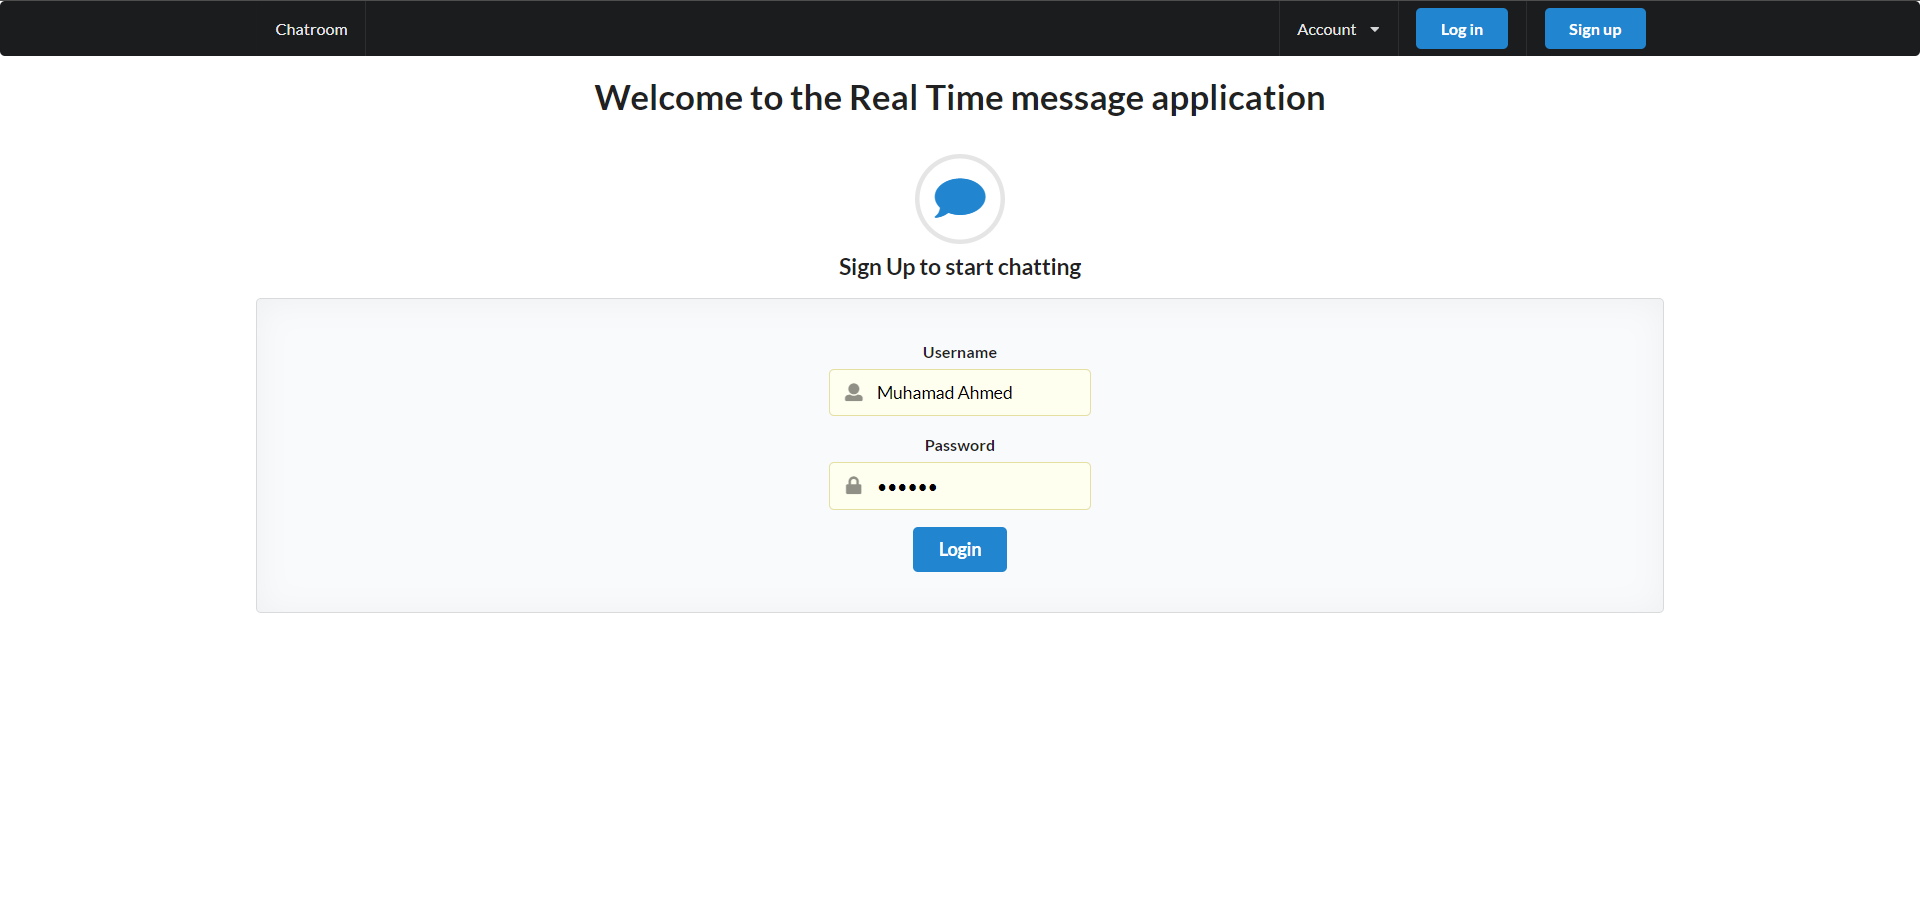 Chatroom
Account
Log in
Sign up
Welcome to the Real Time message application
Sign Up to start chatting
Username
Muhamad Ahmed
Password
••••••
Login